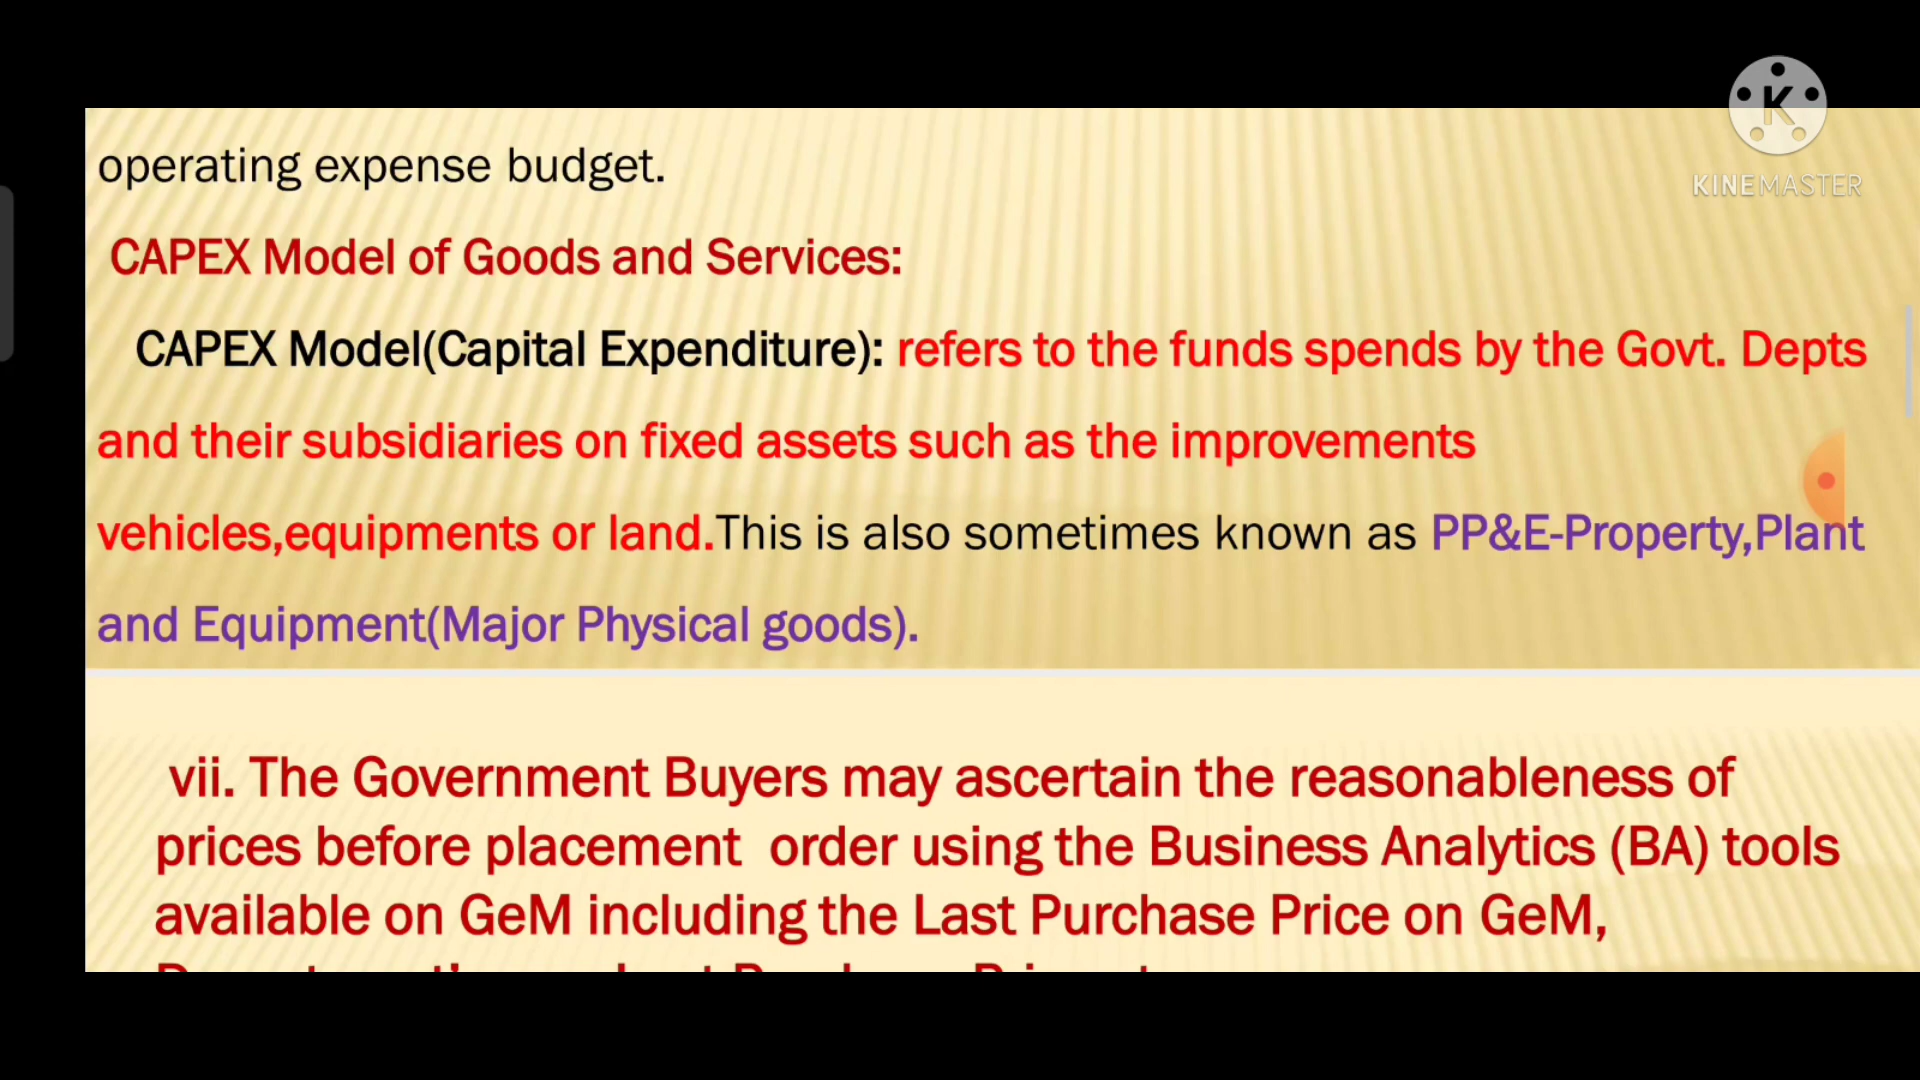 KINEMASTER
operating expense budget.
CAPEX Model of Goods and Services:
CAPEX Model(Capital Expenditure): refers to the funds spends by the Govt. Depts
and their subsidiaries on fixed assets such as the improvements
vehicles,equipments or land.This is also sometimes known as PP&E-Property,Plant
and Equipment(Major Physical goods).
vii. The Government Buyers may ascertain the reasonableness of
prices before placement order using the Business Analytics (BA) tools
available on GeM including the Last Purchase Price on GeM,